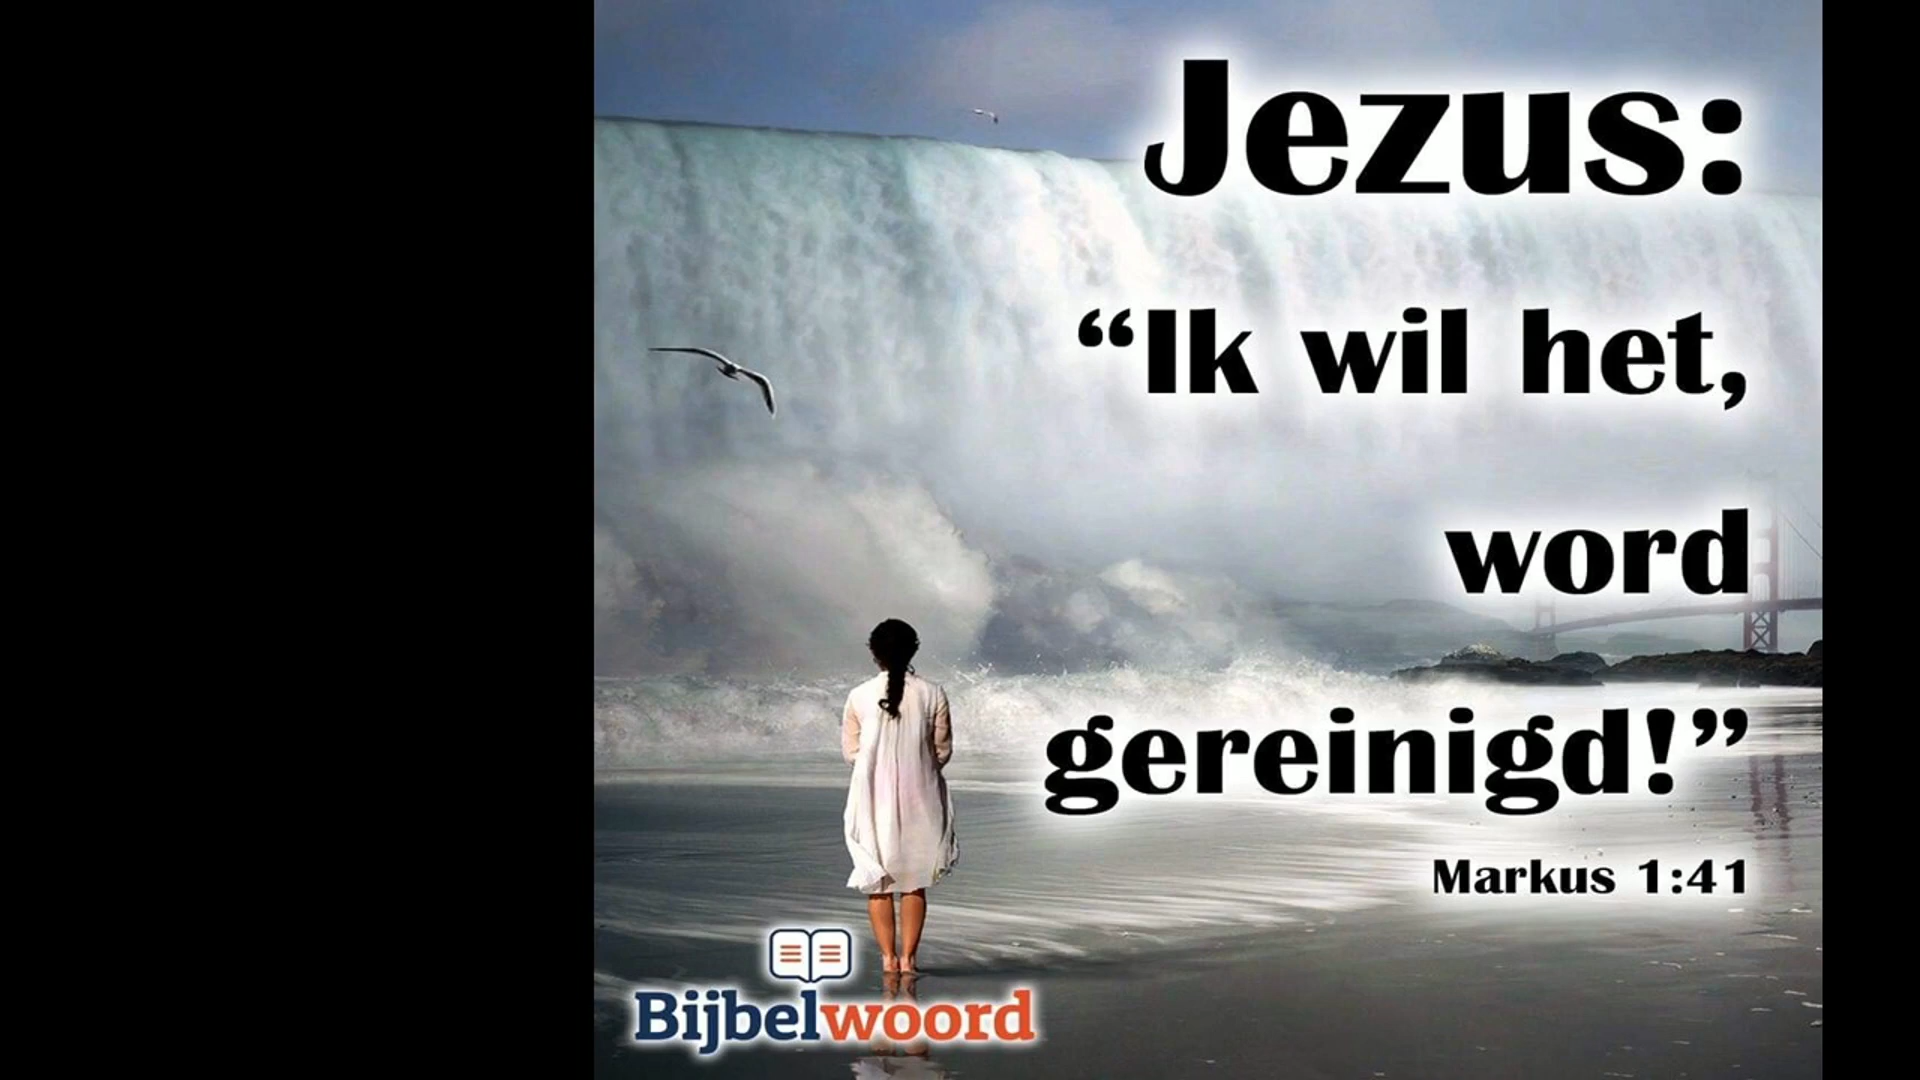 Jezus:
“Ik wil het,
word
gereinigd!”
Markus 1:41
Bijbelwoord